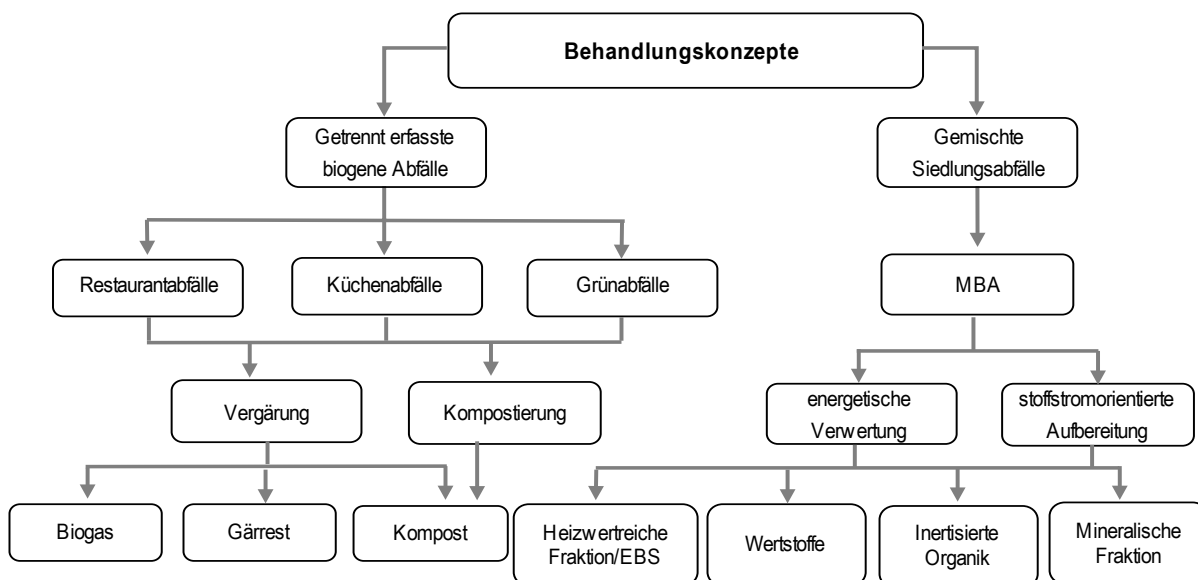 Behandlungskonzepte
Getrennt erfasste
biogene Abfälle
Gemischte
Siedlungsabfälle
Restaurantabfälle
Küchenabfälle
Grünabfälle
MBA
Vergärung
Kompostierung
energetische
Verwertung
stoffstromorientierte
Aufbereitung
Biogas
Gärrest
Kompost
Heizwertreiche
Fraktion/EBS
Wertstoffe
Inertisierte
Organik
Mineralische
Fraktion